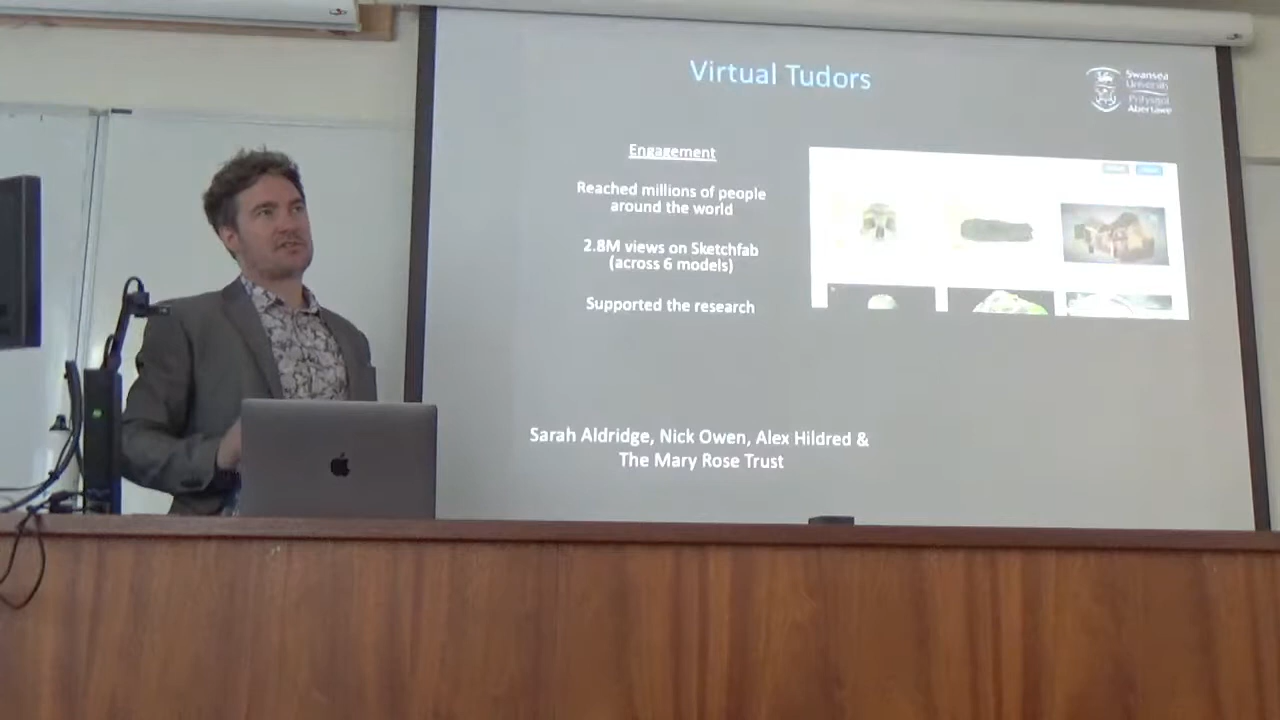 Virtual Tudors
Swansea
University
Prifysgol
Abertawe
Engagement
Reached millions of people
around the world
2.8M views on Sketchfab
(across 6 models)
Supported the research
Sarah Aldridge, Nick Owen, Alex Hildred &
The Mary Rose Trust